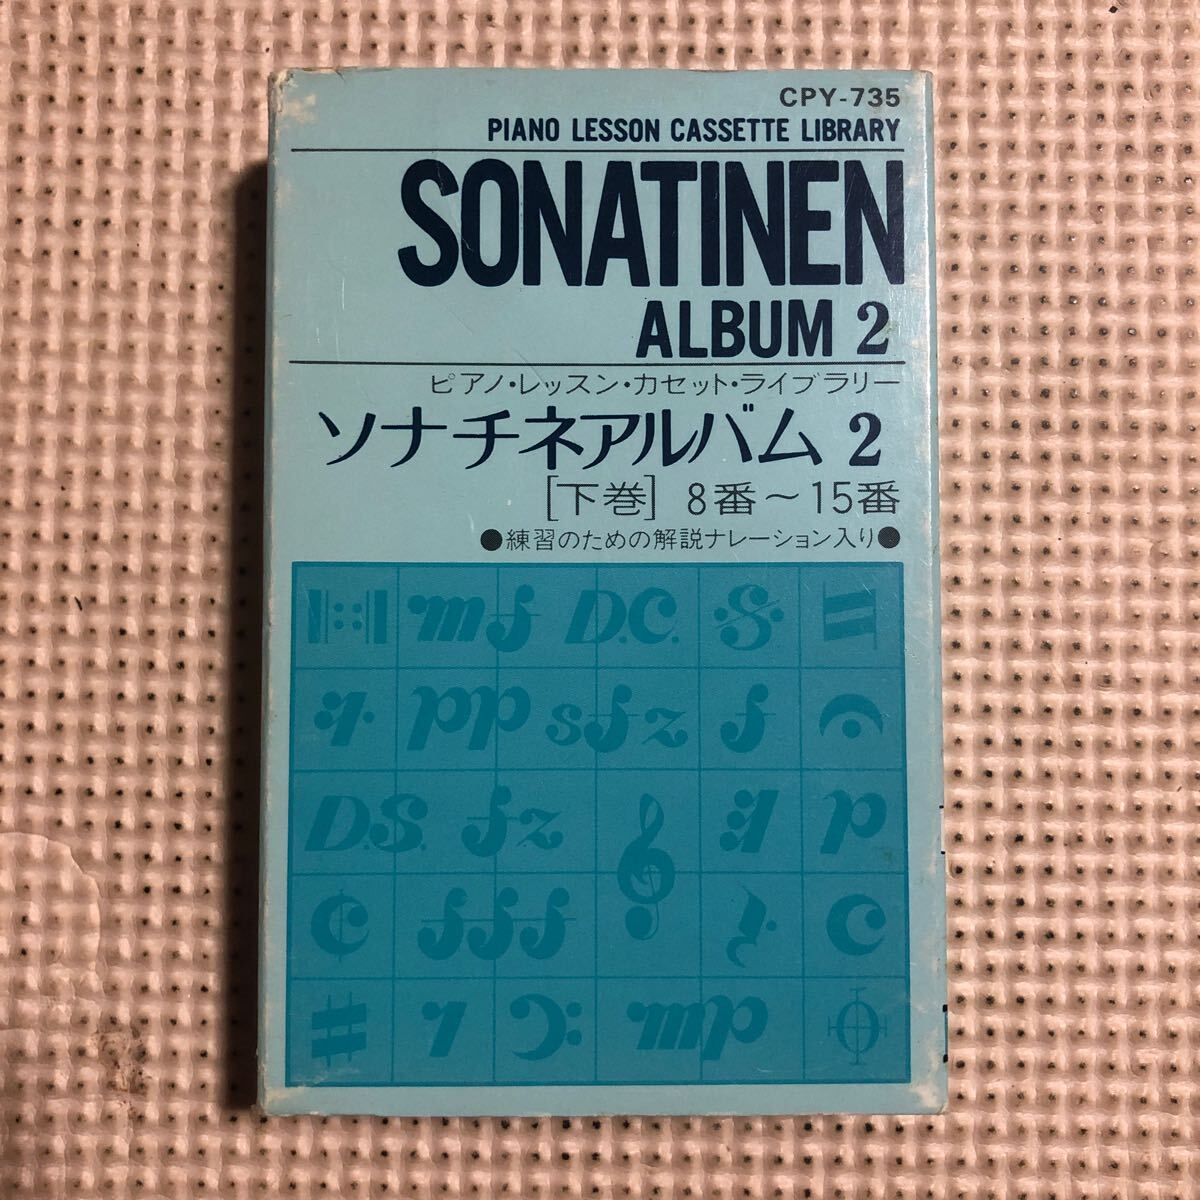 CPY-735
PIANO LESSON CASSETTE LIBRARY
SONATINEN
ALBUM 2
ピアノ・レッスン・カセット・ライブラリー
ソナチネアルバム 2
[下巻] 8番〜15番
●練習のための解説ナレーション入り●
mf D.C.
pp sfz f
D.S. fz p
fff
mp